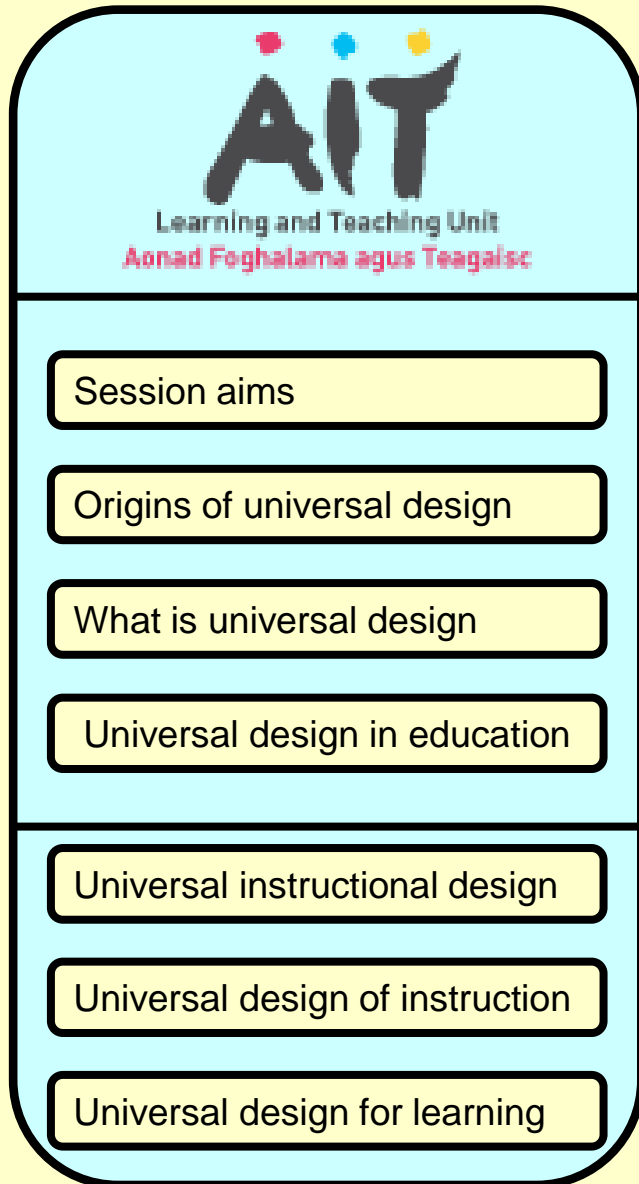 AIT
Learning and Teaching Unit
Aonad Foghalama agus Teagaisc
Session aims
Origins of universal design
What is universal design
Universal design in education
Universal instructional design
Universal design of instruction
Universal design for learning